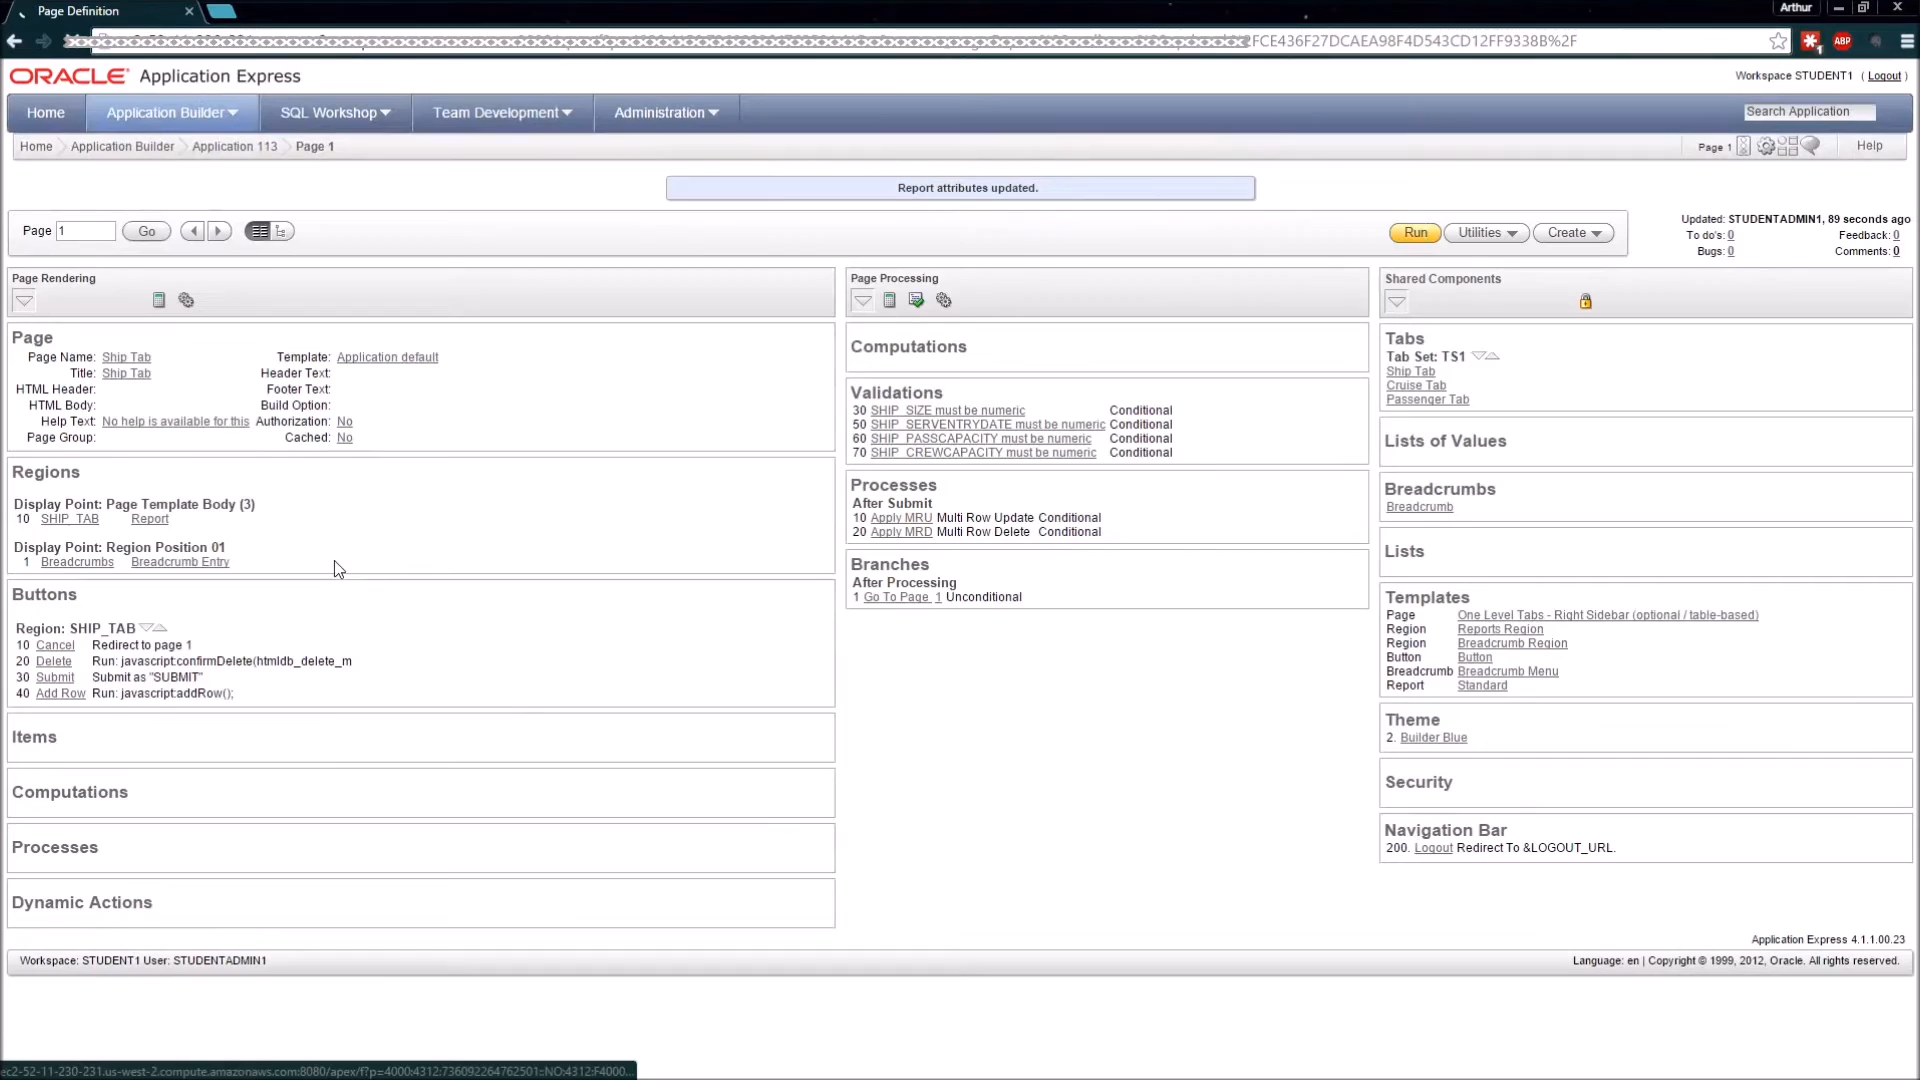 Page Definition
Arthur
2FCE436F27DCAEA98F4D543CD12FF9338B%2F
ABP
ORACLE Application Express
Workspace STUDENT1 ( Logout )
Home Application Builder SQL Workshop Team Development Administration
Search Application
Home Application Builder Application 113 Page 1
Page 1
Help
Report attributes updated.
Page 1 Go
Run Utilities Create
Updated: STUDENTADMIN1, 89 seconds ago
To do's: 0 Feedback: 0
Bugs: 0 Comments: 0
Page Rendering
Page
Page Name: Ship Tab Template: Application default
Title: Ship Tab Header Text:
HTML Header: Footer Text:
HTML Body: Build Option:
Help Text: No help is available for this Authorization: No
Page Group: Cached: No
Regions
Display Point: Page Template Body (3)
10 SHIP_TAB Report
Display Point: Region Position 01
1 Breadcrumbs Breadcrumb Entry
Buttons
Region: SHIP_TAB
10 Cancel Redirect to page 1
20 Delete Run: javascript:confirmDelete(htmldb_delete_m
30 Submit Submit as "SUBMIT"
40 Add Row Run: javascript:addRow();
Items
Computations
Processes
Dynamic Actions
Page Processing
Computations
Validations
30 SHIP_SIZE must be numeric Conditional
50 SHIP_SERVENTRYDATE must be numeric Conditional
60 SHIP_PASSCAPACITY must be numeric Conditional
70 SHIP_CREWCAPACITY must be numeric Conditional
Processes
After Submit
10 Apply MRU Multi Row Update Conditional
20 Apply MRD Multi Row Delete Conditional
Branches
After Processing
1 Go To Page 1 Unconditional
Shared Components
Tabs
Tab Set: TS1
Ship Tab
Cruise Tab
Passenger Tab
Lists of Values
Breadcrumbs
Breadcrumb
Lists
Templates
Page One Level Tabs - Right Sidebar (optional / table-based)
Region Reports Region
Region Breadcrumb Region
Button Button
Breadcrumb Breadcrumb Menu
Report Standard
Theme
2. Builder Blue
Security
Navigation Bar
200. Logout Redirect To &LOGOUT_URL.
Application Express 4.1.1.00.23
Workspace: STUDENT1 User: STUDENTADMIN1
Language: en | Copyright © 1999, 2012, Oracle. All rights reserved.
ec2-52-11-230-231.us-west-2.compute.amazonaws.com:8080/apex/f?p=4000:4312:736092264762501::NO:4312:F4000...